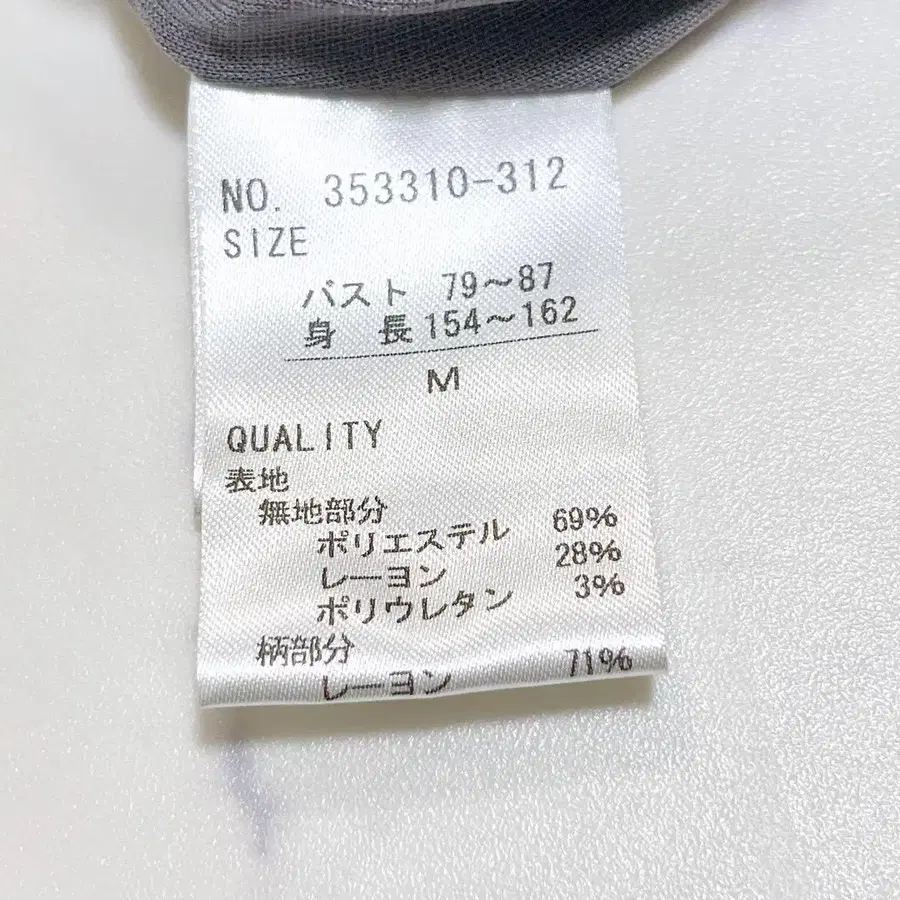 NO. 353310-312
SIZE
バスト 79～87
身 長 154～162
M
QUALITY
表地
無地部分
ポリエステル 69%
レーヨン 28%
ポリウレタン 3%
柄部分
レーヨン 71%